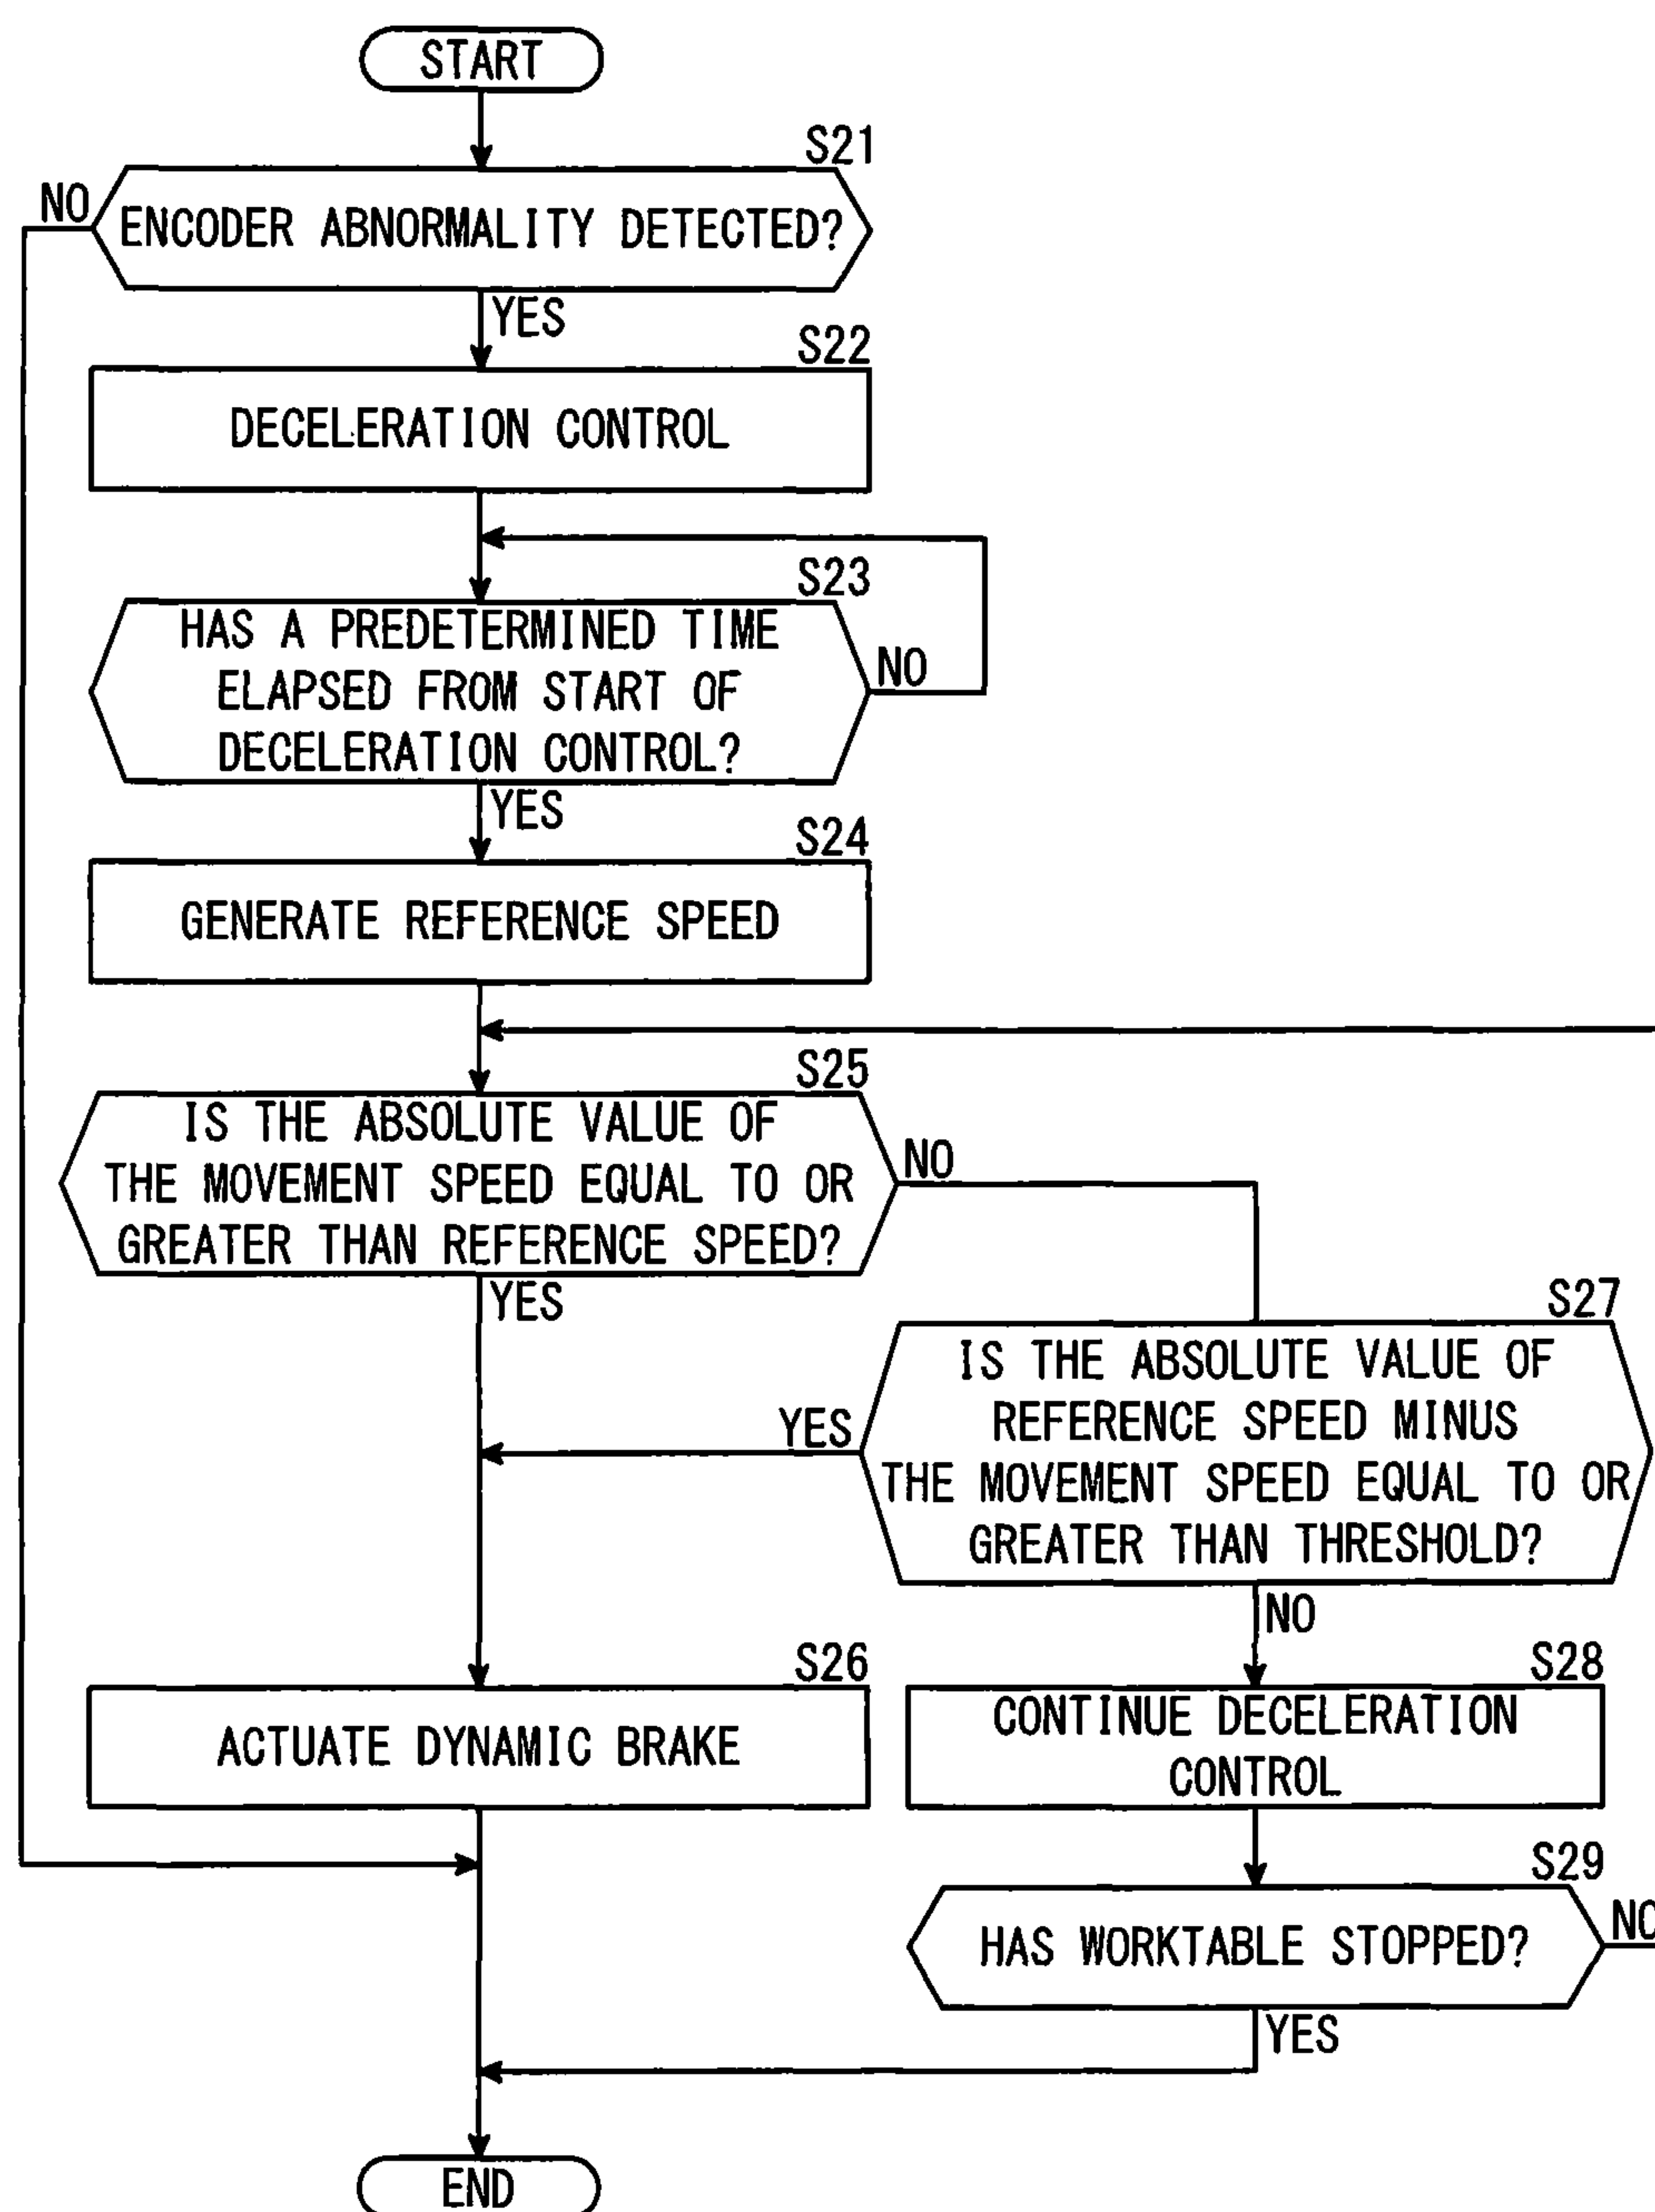 START
S21
NO
ENCODER ABNORMALITY DETECTED?
YES
S22
DECELERATION CONTROL
S23
HAS A PREDETERMINED TIME
ELAPSED FROM START OF
DECELERATION CONTROL?
NO
YES
S24
GENERATE REFERENCE SPEED
S25
IS THE ABSOLUTE VALUE OF
THE MOVEMENT SPEED EQUAL TO OR
GREATER THAN REFERENCE SPEED?
NO
YES
S27
IS THE ABSOLUTE VALUE OF
REFERENCE SPEED MINUS
THE MOVEMENT SPEED EQUAL TO OR
GREATER THAN THRESHOLD?
YES
NO
S26
ACTUATE DYNAMIC BRAKE
S28
CONTINUE DECELERATION
CONTROL
S29
HAS WORKTABLE STOPPED?
NO
YES
END